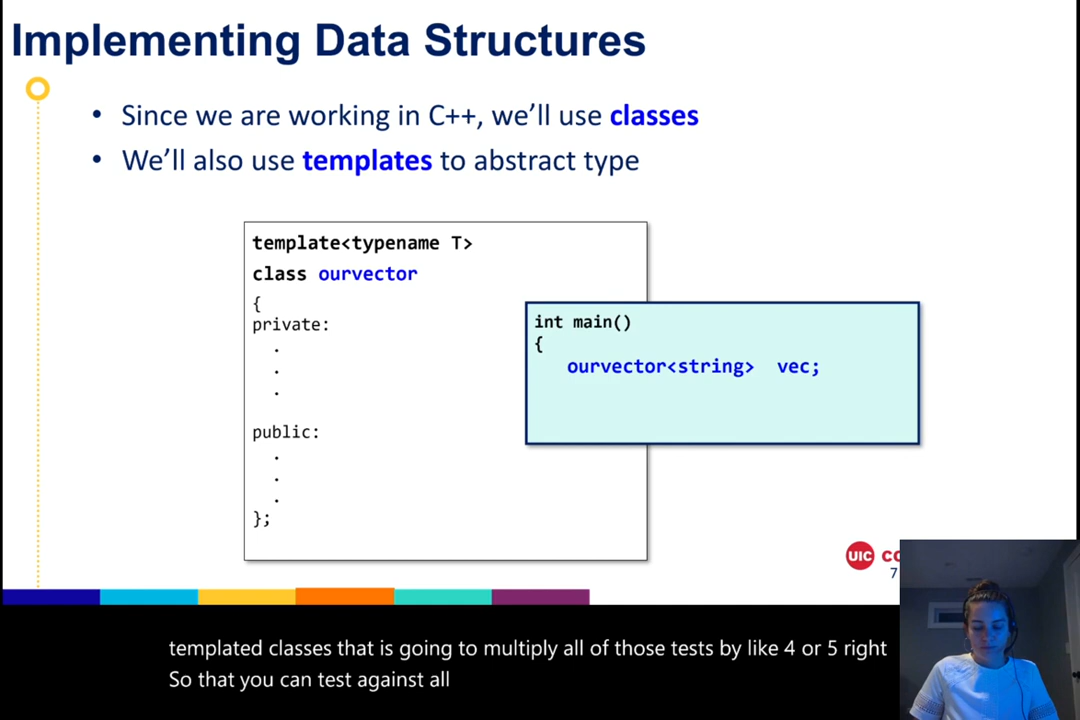 Implementing Data Structures
• Since we are working in C++, we'll use classes
• We'll also use templates to abstract type
template<typename T>
class ourvector
{
private:
.
.
.
public:
.
.
.
};
int main()
{
ourvector<string> vec;
UIC
7
templated classes that is going to multiply all of those tests by like 4 or 5 right
So that you can test against all